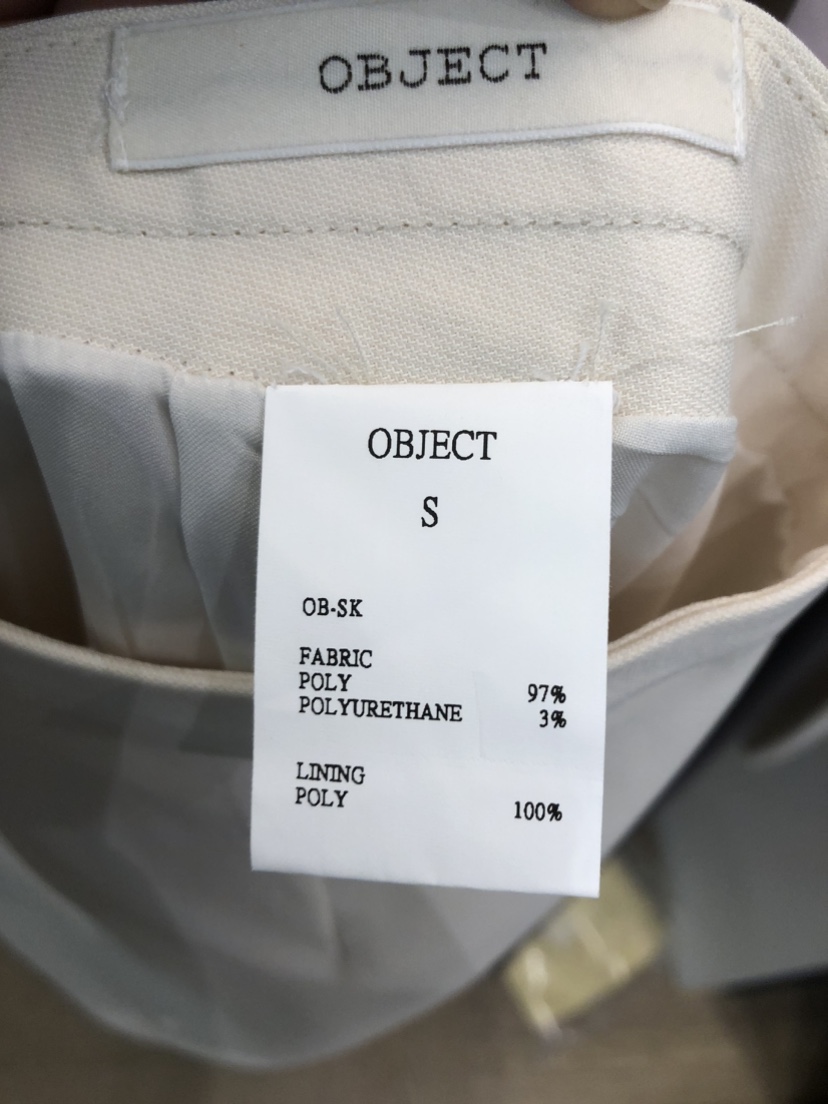 OBJECT
OBJECT
S
OB-SK
FABRIC
POLY 97%
POLYURETHANE 3%
LINING
POLY 100%